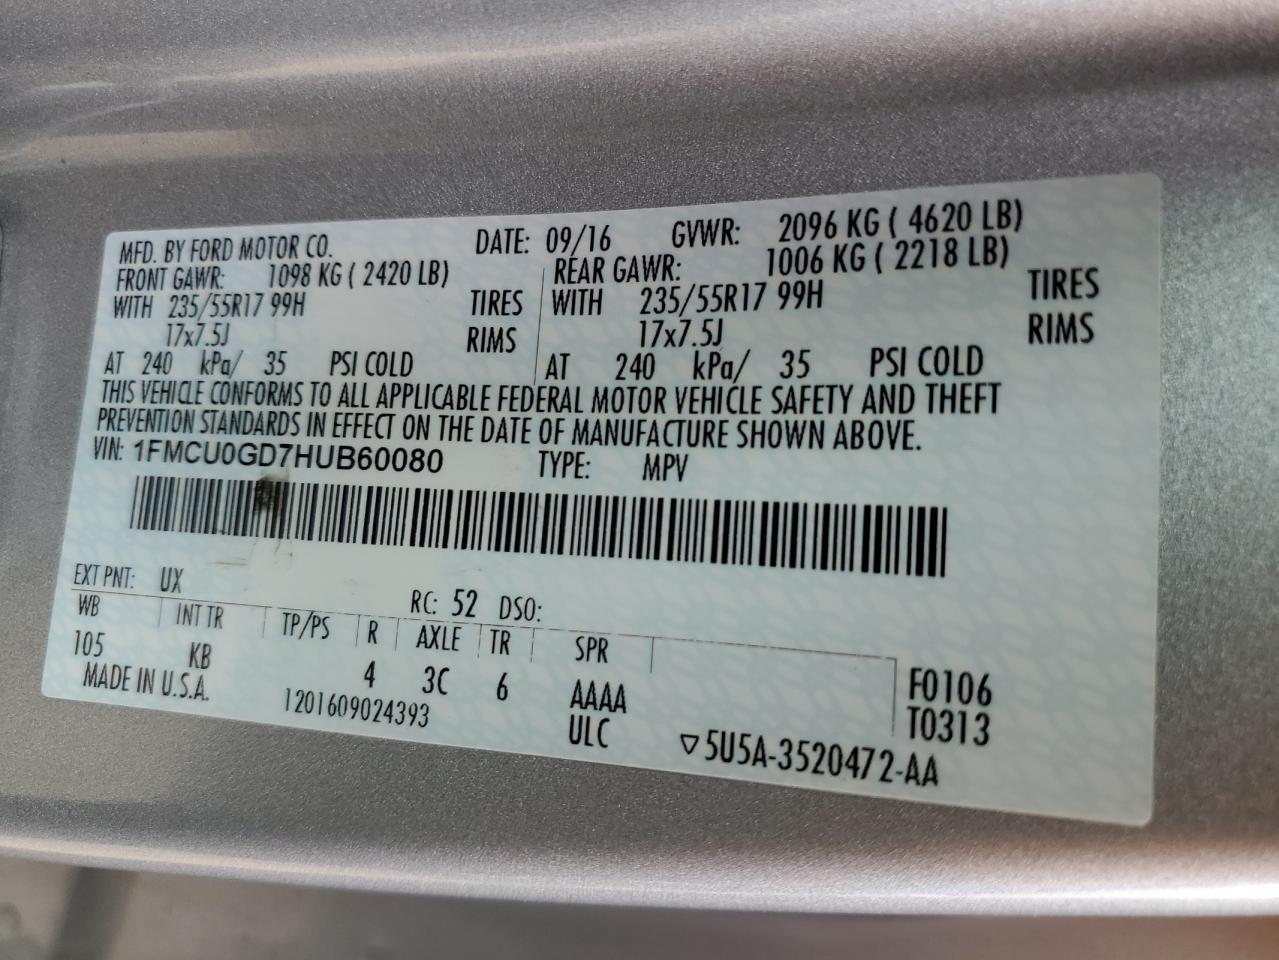 MFD. BY FORD MOTOR CO. DATE: 09/16 GVWR: 2096 KG ( 4620 LB)
FRONT GAWR: 1098 KG ( 2420 LB) REAR GAWR: 1006 KG ( 2218 LB)
WITH 235/55R17 99H TIRES WITH 235/55R17 99H TIRES
17x7.5J RIMS 17x7.5J RIMS
AT 240 kPa/ 35 PSI COLD AT 240 kPa/ 35 PSI COLD
THIS VEHICLE CONFORMS TO ALL APPLICABLE FEDERAL MOTOR VEHICLE SAFETY AND THEFT
PREVENTION STANDARDS IN EFFECT ON THE DATE OF MANUFACTURE SHOWN ABOVE.
VIN: 1FMCU0GD7HUB60080 TYPE: MPV
EXT PNT: UX RC: 52 DSO:
WB INT TR TP/PS R AXLE TR SPR
105 KB 4 3C 6 AAAA F0106
MADE IN U.S.A. 1201609024393 ULC T0313
▽5U5A-3520472-AA